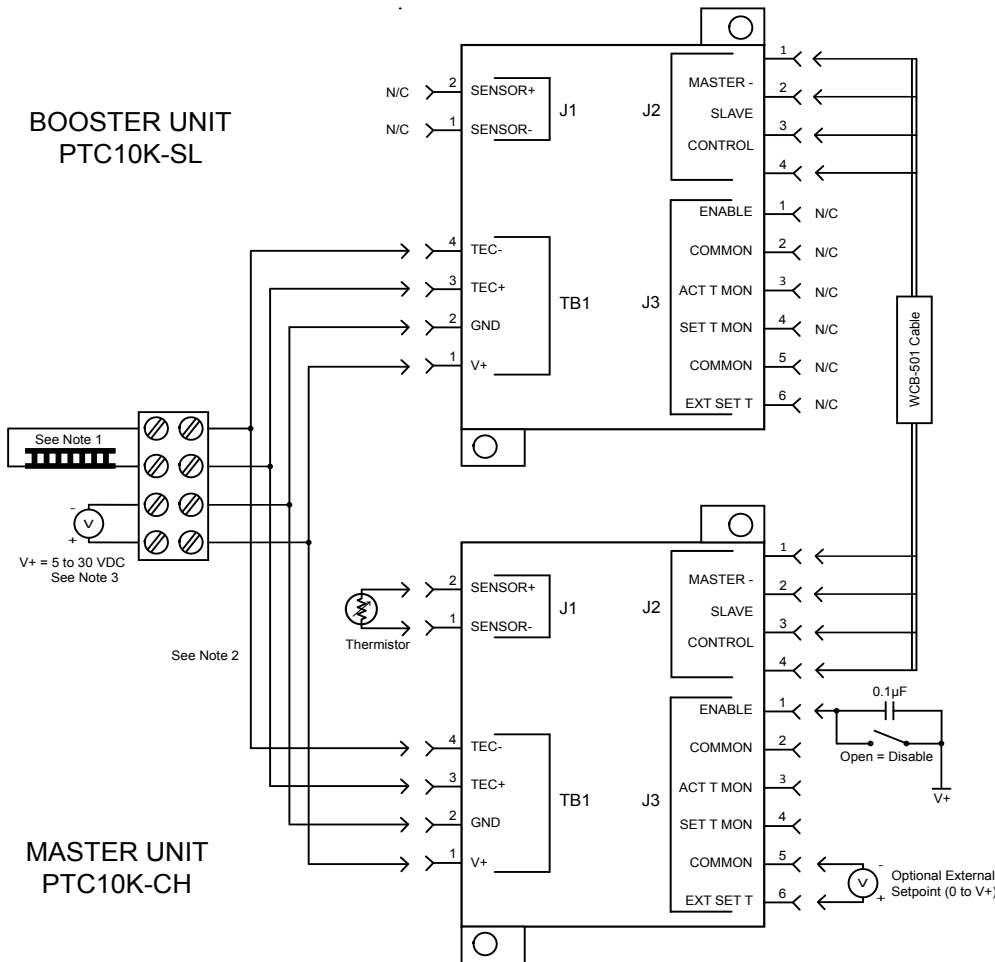 BOOSTER UNIT
PTC10K-SL
N/C
2
SENSOR+
N/C
1
SENSOR-
J1
J2
MASTER -
SLAVE
CONTROL
1
2
3
4
4
TEC-
3
TEC+
2
GND
1
V+
TB1
J3
ENABLE
1
N/C
COMMON
2
N/C
ACT T MON
3
N/C
SET T MON
4
N/C
COMMON
5
N/C
EXT SET T
6
N/C
WCB-501 Cable
See Note 1
-
V
+
V+ = 5 to 30 VDC
See Note 3
See Note 2
Thermistor
2
SENSOR+
1
SENSOR-
J1
J2
MASTER -
SLAVE
CONTROL
1
2
3
4
4
TEC-
3
TEC+
2
GND
1
V+
TB1
J3
ENABLE
1
COMMON
2
ACT T MON
3
SET T MON
4
COMMON
5
EXT SET T
6
0.1µF
Open = Disable
V+
-
V
+
Optional External
Setpoint (0 to V+)
MASTER UNIT
PTC10K-CH